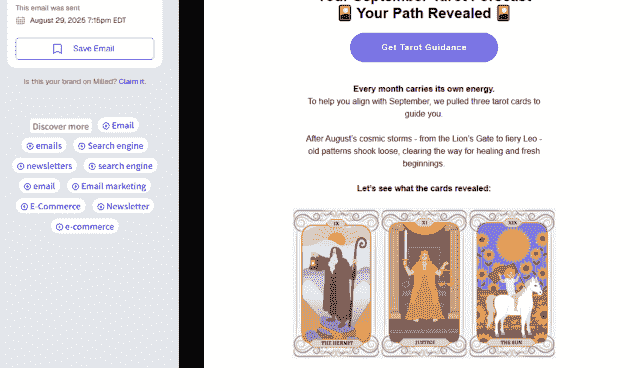 This email was sent
August 29, 2025 7:15pm EDT
Save Email
Is this your brand on Milled? Claim it.
Discover more
Email
emails
Search engine
newsletters
search engine
email
Email marketing
E-Commerce
Newsletter
e-commerce
Your September Tarot Forecast
Your Path Revealed
Get Tarot Guidance
Every month carries its own energy.
To help you align with September, we pulled three tarot cards to
guide you.
After August's cosmic storms - from the Lion's Gate to fiery Leo -
old patterns shook loose, clearing the way for healing and fresh
beginnings.
Let's see what the cards revealed:
IX
XI
XIX
THE HERMIT
JUSTICE
THE SUN